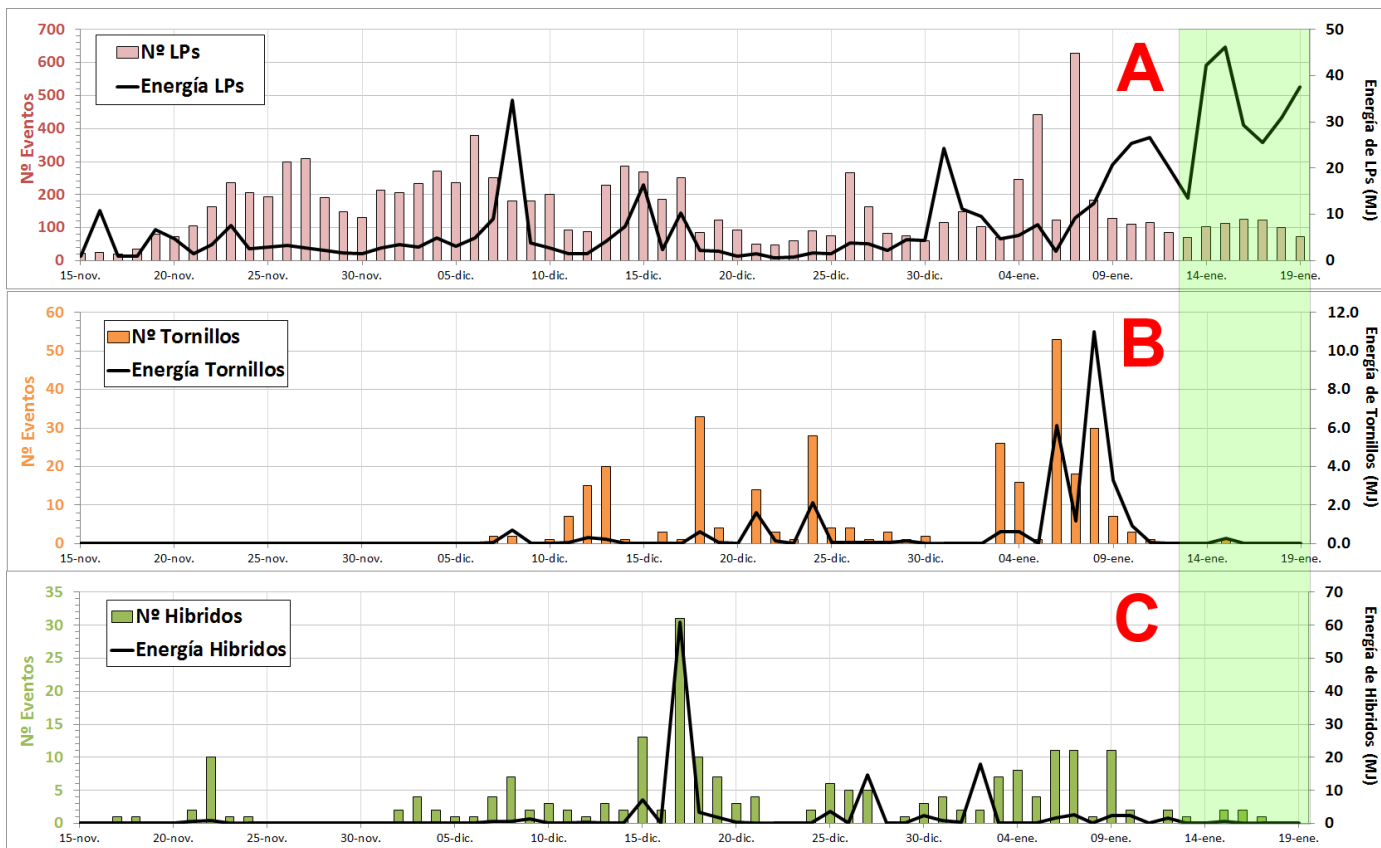 700
600
500
400
300
200
100
0
Nº Eventos
Nº LPs
Energía LPs
A
50
40
30
20
10
0
Energía de LPs (MJ)
15-nov. 20-nov. 25-nov. 30-nov. 05-dic. 10-dic. 15-dic. 20-dic. 25-dic. 30-dic. 04-ene. 09-ene. 14-ene. 19-ene.
60
50
40
30
20
10
0
Nº Eventos
Nº Tornillos
Energía Tornillos
B
12.0
10.0
8.0
6.0
4.0
2.0
0.0
Energía de Tornillos (MJ)
15-nov. 20-nov. 25-nov. 30-nov. 05-dic. 10-dic. 15-dic. 20-dic. 25-dic. 30-dic. 04-ene. 09-ene. 14-ene. 19-ene.
35
30
25
20
15
10
5
0
Nº Eventos
Nº Hibridos
Energía Hibridos
C
70
60
50
40
30
20
10
0
Energía de Hibridos (MJ)
15-nov. 20-nov. 25-nov. 30-nov. 05-dic. 10-dic. 15-dic. 20-dic. 25-dic. 30-dic. 04-ene. 09-ene. 14-ene. 19-ene.